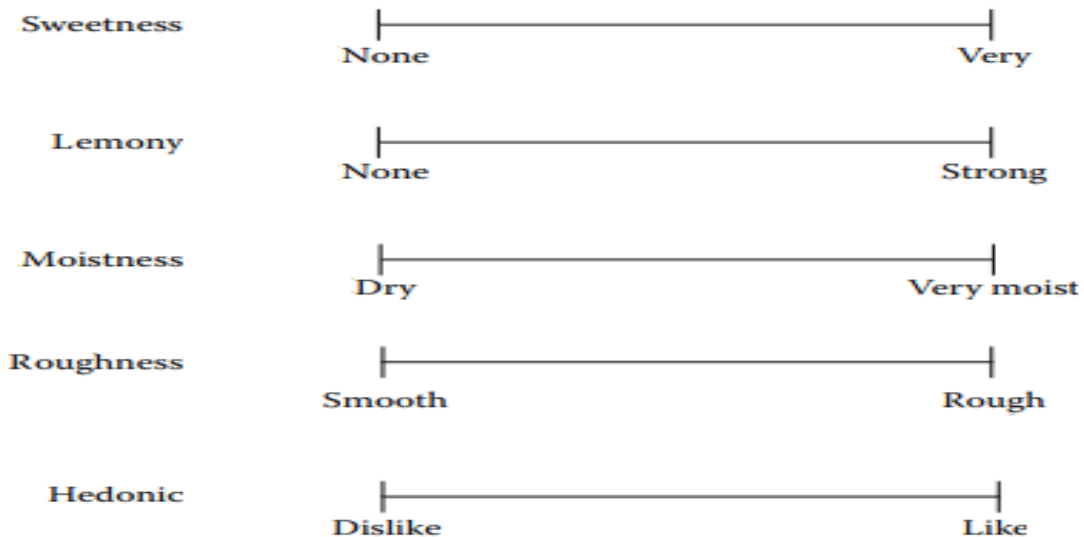 Sweetness
None Very
Lemony
None Strong
Moistness
Dry Very moist
Roughness
Smooth Rough
Hedonic
Dislike Like